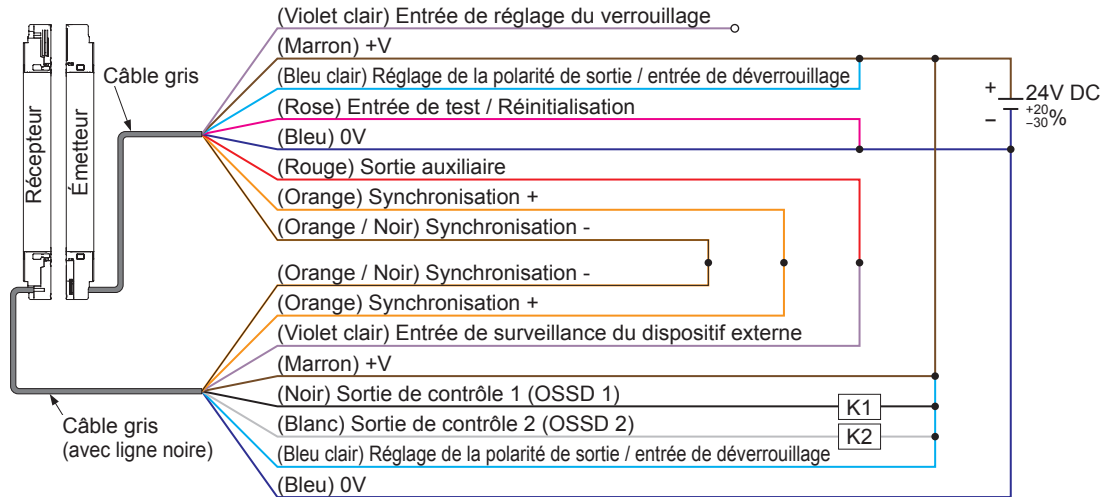 (Violet clair) Entrée de réglage du verrouillage
(Marron) +V
Câble gris
(Bleu clair) Réglage de la polarité de sortie / entrée de déverrouillage
+ 24V DC
+20
−30%
−
(Rose) Entrée de test / Réinitialisation
(Bleu) 0V
Récepteur
Émetteur
(Rouge) Sortie auxiliaire
(Orange) Synchronisation +
(Orange / Noir) Synchronisation -
(Orange / Noir) Synchronisation -
(Orange) Synchronisation +
(Violet clair) Entrée de surveillance du dispositif externe
(Marron) +V
(Noir) Sortie de contrôle 1 (OSSD 1)
K1
Câble gris
(avec ligne noire)
(Blanc) Sortie de contrôle 2 (OSSD 2)
K2
(Bleu clair) Réglage de la polarité de sortie / entrée de déverrouillage
(Bleu) 0V